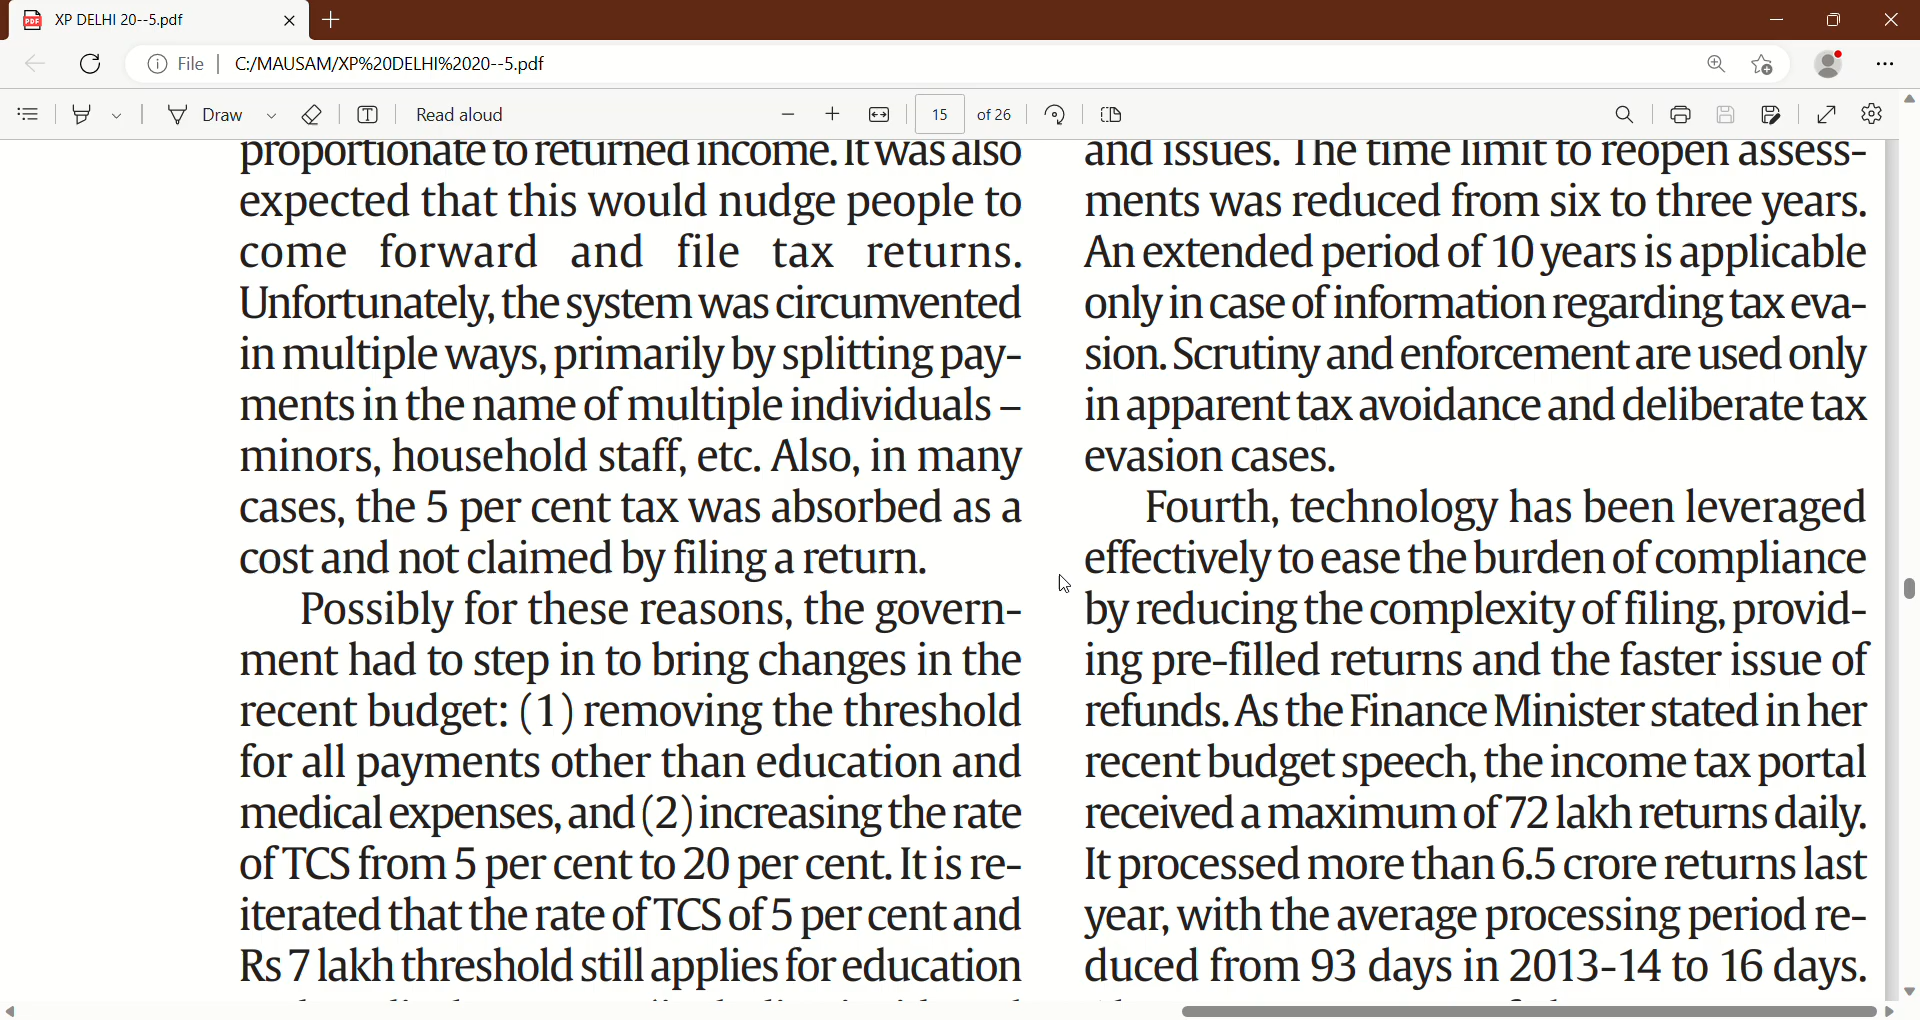 XP DELHI 20--5.pdf
File
C:/MAUSAM/XP%20DELHI%2020--5.pdf
Draw
Read aloud
15
of 26
proportionate to returned income. It was also
expected that this would nudge people to
come forward and file tax returns.
Unfortunately, the system was circumvented
in multiple ways, primarily by splitting pay-
ments in the name of multiple individuals –
minors, household staff, etc. Also, in many
cases, the 5 per cent tax was absorbed as a
cost and not claimed by filing a return.
Possibly for these reasons, the govern-
ment had to step in to bring changes in the
recent budget: (1) removing the threshold
for all payments other than education and
medical expenses, and (2) increasing the rate
of TCS from 5 per cent to 20 per cent. It is re-
iterated that the rate of TCS of 5 per cent and
Rs 7 lakh threshold still applies for education
and issues. The time limit to reopen assess-
ments was reduced from six to three years.
An extended period of 10 years is applicable
only in case of information regarding tax eva-
sion. Scrutiny and enforcement are used only
in apparent tax avoidance and deliberate tax
evasion cases.
Fourth, technology has been leveraged
effectively to ease the burden of compliance
by reducing the complexity of filing, provid-
ing pre-filled returns and the faster issue of
refunds. As the Finance Minister stated in her
recent budget speech, the income tax portal
received a maximum of 72 lakh returns daily.
It processed more than 6.5 crore returns last
year, with the average processing period re-
duced from 93 days in 2013-14 to 16 days.